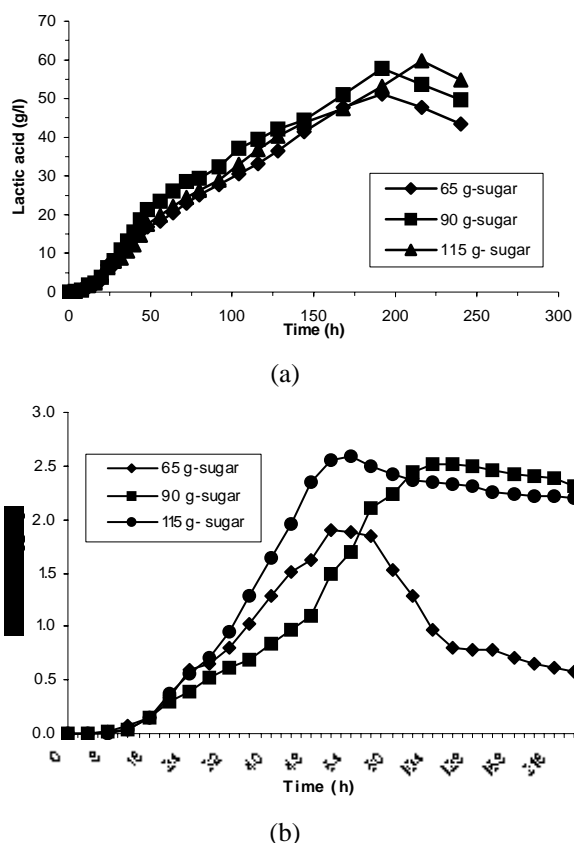 70
60
50
40
30
20
10
0
Lactic acid (g/l)
65 g-sugar
90 g-sugar
115 g- sugar
0 50 100 150 200 250 300
Time (h)
(a)
3.0
2.5
2.0
1.5
1.0
0.5
0.0
65 g-sugar
90 g-sugar
115 g- sugar
0
Time (h)
(b)